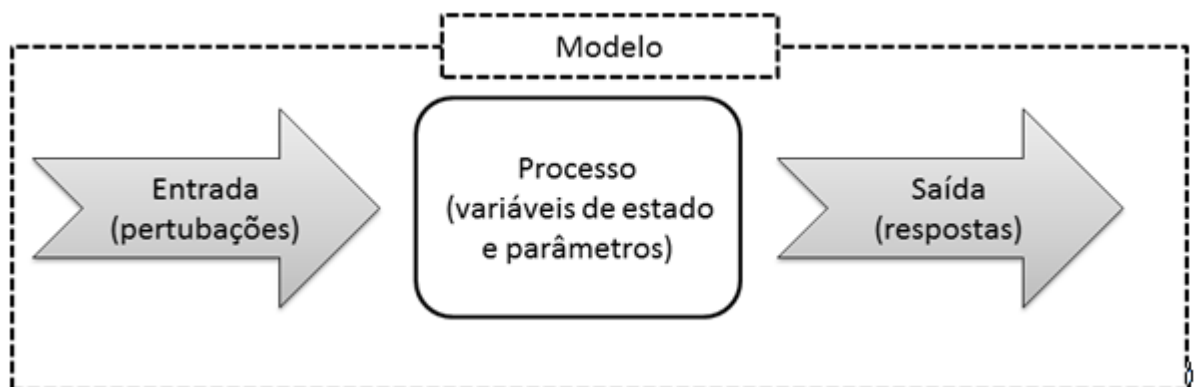 Modelo
Entrada
(pertubações)
Processo
(variáveis de estado
e parâmetros)
Saída
(respostas)